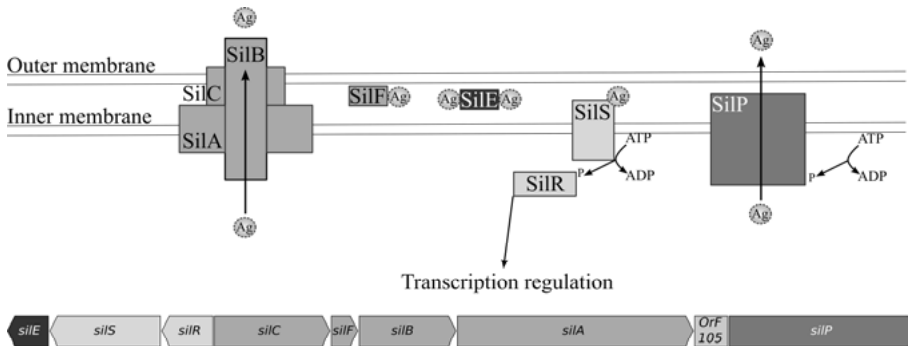 Ag Ag
SilB
Outer membrane
SilC SilF Ag Ag SilE Ag Ag SilP
Inner membrane SilS
SilA ATP ATP
P P
SilR ADP ADP
Ag Ag
Transcription regulation
silE silS silR silC silF silB silA OrF 105 silP